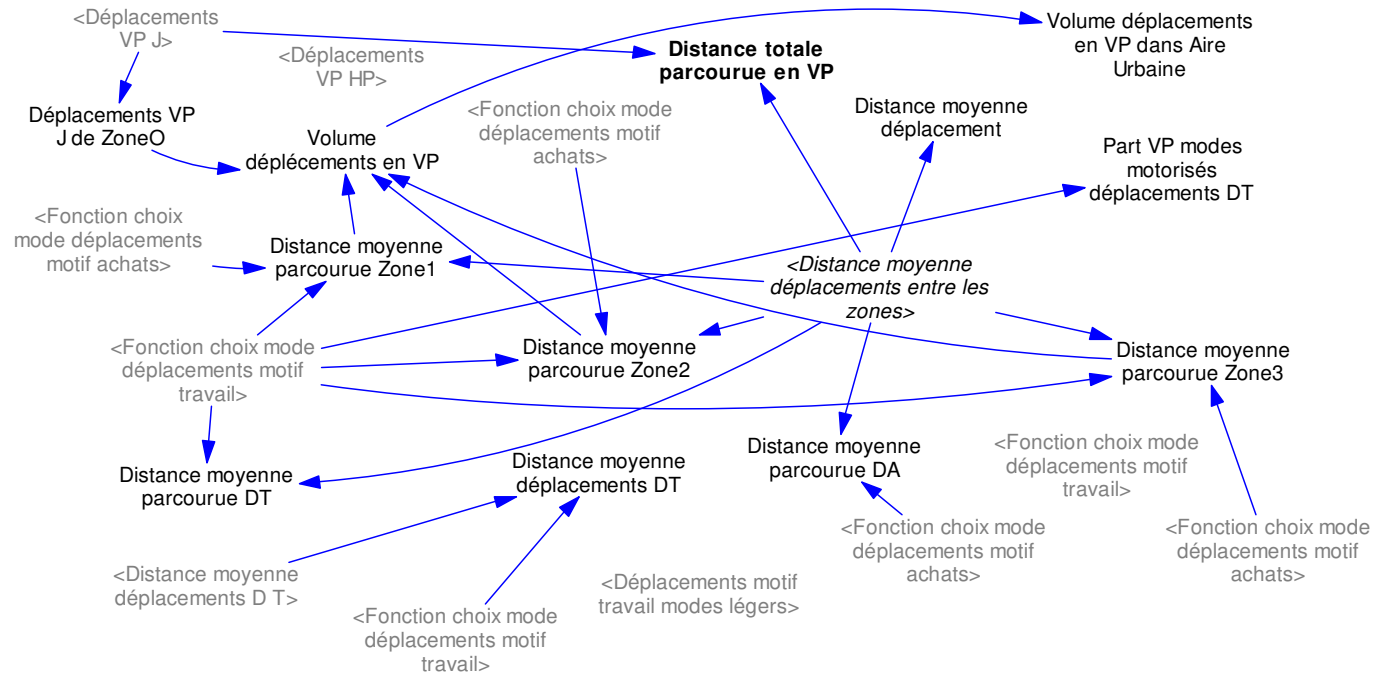 <Déplacements
VP J>
<Déplacements
VP HP>
Distance totale
parcourue en VP
Volume déplacements
en VP dans Aire
Urbaine
Déplacements VP
J de ZoneO
Volume
déplécements en VP
<Fonction choix mode
déplacements motif
achats>
Distance moyenne
déplacement
Part VP modes
motorisés
déplacements DT
<Fonction choix
mode déplacements
motif achats>
Distance moyenne
parcourue Zone1
<Distance moyenne
déplacements entre les
zones>
<Fonction choix mode
déplacements motif
travail>
Distance moyenne
parcourue Zone2
Distance moyenne
parcourue Zone3
Distance moyenne
parcourue DT
Distance moyenne
déplacements DT
Distance moyenne
parcourue DA
<Fonction choix mode
déplacements motif
travail>
<Fonction choix mode
déplacements motif
achats>
<Fonction choix mode
déplacements motif
achats>
<Distance moyenne
déplacements D T>
<Fonction choix mode
déplacements motif
travail>
<Déplacements motif
travail modes légers>